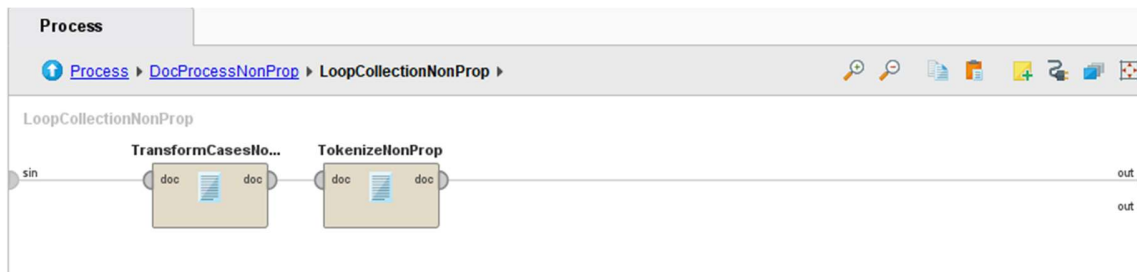 Process
Process DocProcessNonProp LoopCollectionNonProp
LoopCollectionNonProp
TransformCasesNo... TokenizeNonProp
sin doc doc doc doc out
out